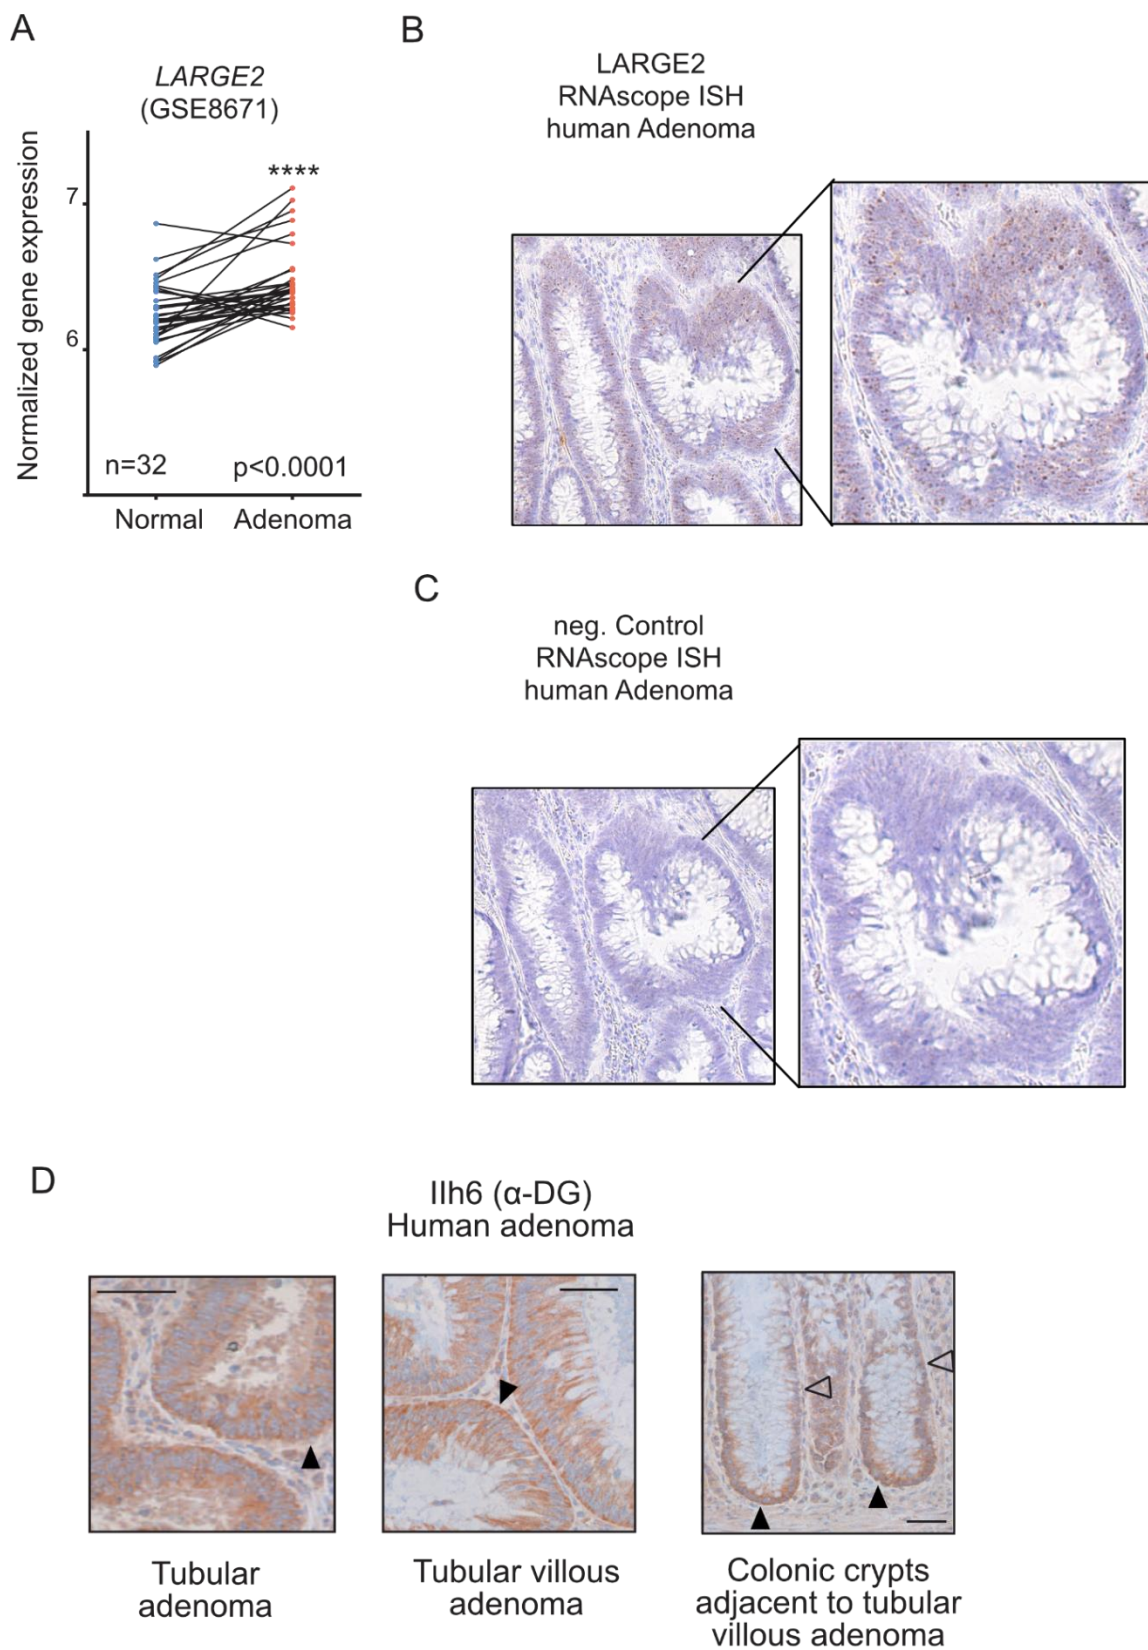 A
LARGE2
(GSE8671)
Normalized gene expression
7
6
****
n=32
p<0.0001
Normal
Adenoma
B
LARGE2
RNAscope ISH
human Adenoma
C
neg. Control
RNAscope ISH
human Adenoma
D
IIh6 (α-DG)
Human adenoma
Tubular
adenoma
Tubular villous
adenoma
Colonic crypts
adjacent to tubular
villous adenoma